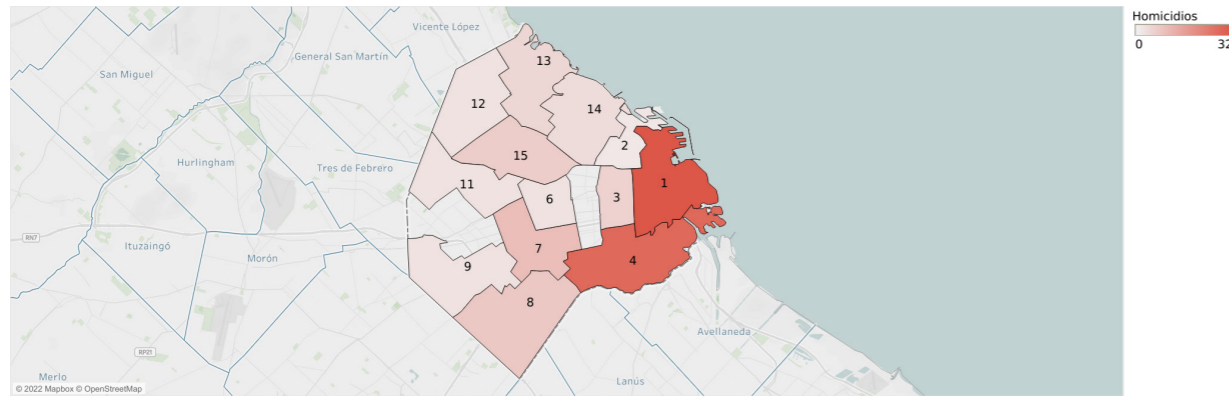 Homicidios
0 32
Vicente López
General San Martín
San Miguel
13
12
14
Hurlingham
Tres de Febrero
15
2
11
6
3
1
RN7
Ituzaingó
Morón
7
4
9
8
Avellaneda
RP21
Merlo
Lanús
© 2022 Mapbox © OpenStreetMap